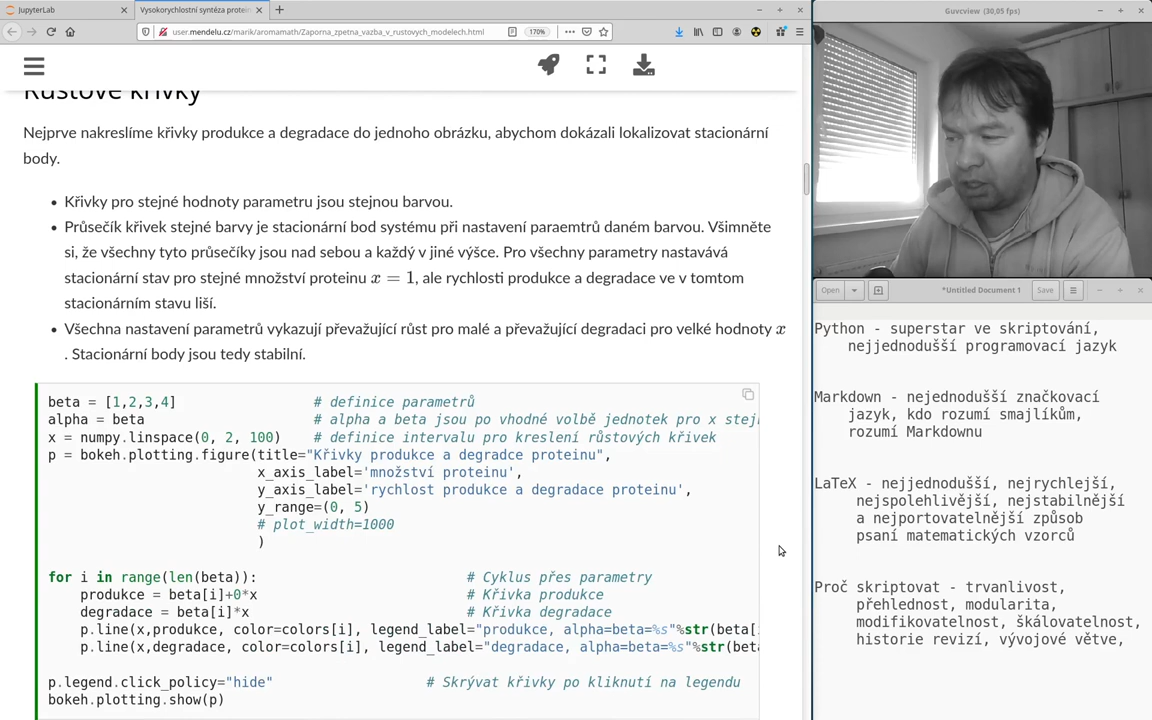 JupyterLab
Vysokorychlostní syntéza protein
user.mendelu.cz/marik/aromamath/Zaporna_zpetna_vazba_v_rustovych_modelech.html
170%
Guvcview (30,05 fps)
Růstové křivky
Nejprve nakreslíme křivky produkce a degradace do jednoho obrázku, abychom dokázali lokalizovat stacionární
body.
• Křivky pro stejné hodnoty parametru jsou stejnou barvou.
• Průsečík křivek stejné barvy je stacionární bod systému při nastavení paraemtrů daném barvou. Všimněte
si, že všechny tyto průsečíky jsou nad sebou a každý v jiné výšce. Pro všechny parametry nastavává
stacionární stav pro stejné množství proteinu x = 1, ale rychlosti produkce a degradace ve v tomtom
stacionárním stavu liší.
• Všechna nastavení parametrů vykazují převažující růst pro malé a převažující degradaci pro velké hodnoty x
. Stacionární body jsou tedy stabilní.
beta = [1,2,3,4] # definice parametrů
alpha = beta # alpha a beta jsou po vhodné volbě jednotek pro x stej
x = numpy.linspace(0, 2, 100) # definice intervalu pro kreslení růstových křivek
p = bokeh.plotting.figure(title="Křivky produkce a degradce proteinu",
x_axis_label='množství proteinu',
y_axis_label='rychlost produkce a degradace proteinu',
y_range=(0, 5)
# plot_width=1000
)
for i in range(len(beta)): # Cyklus přes parametry
produkce = beta[i]+0*x # Křivka produkce
degradace = beta[i]*x # Křivka degradace
p.line(x,produkce, color=colors[i], legend_label="produkce, alpha=beta=%s"%str(beta[i
p.line(x,degradace, color=colors[i], legend_label="degradace, alpha=beta=%s"%str(bet
p.legend.click_policy="hide" # Skrývat křivky po kliknutí na legendu
bokeh.plotting.show(p)
Open
*Untitled Document 1
Save
Python - superstar ve skriptování,
nejjednodušší programovací jazyk
Markdown - nejednodušší značkovací
jazyk, kdo rozumí smajlíkům,
rozumí Markdownu
LaTeX - nejjednodušší, nejrychlejší,
nejspolehlivější, nejstabilnější
a nejportovatelnější způsob
psaní matematických vzorců
Proč skriptovat - trvanlivost,
přehlednost, modularita,
modifikovatelnost, škálovatelnost,
historie revizí, vývojové větve,